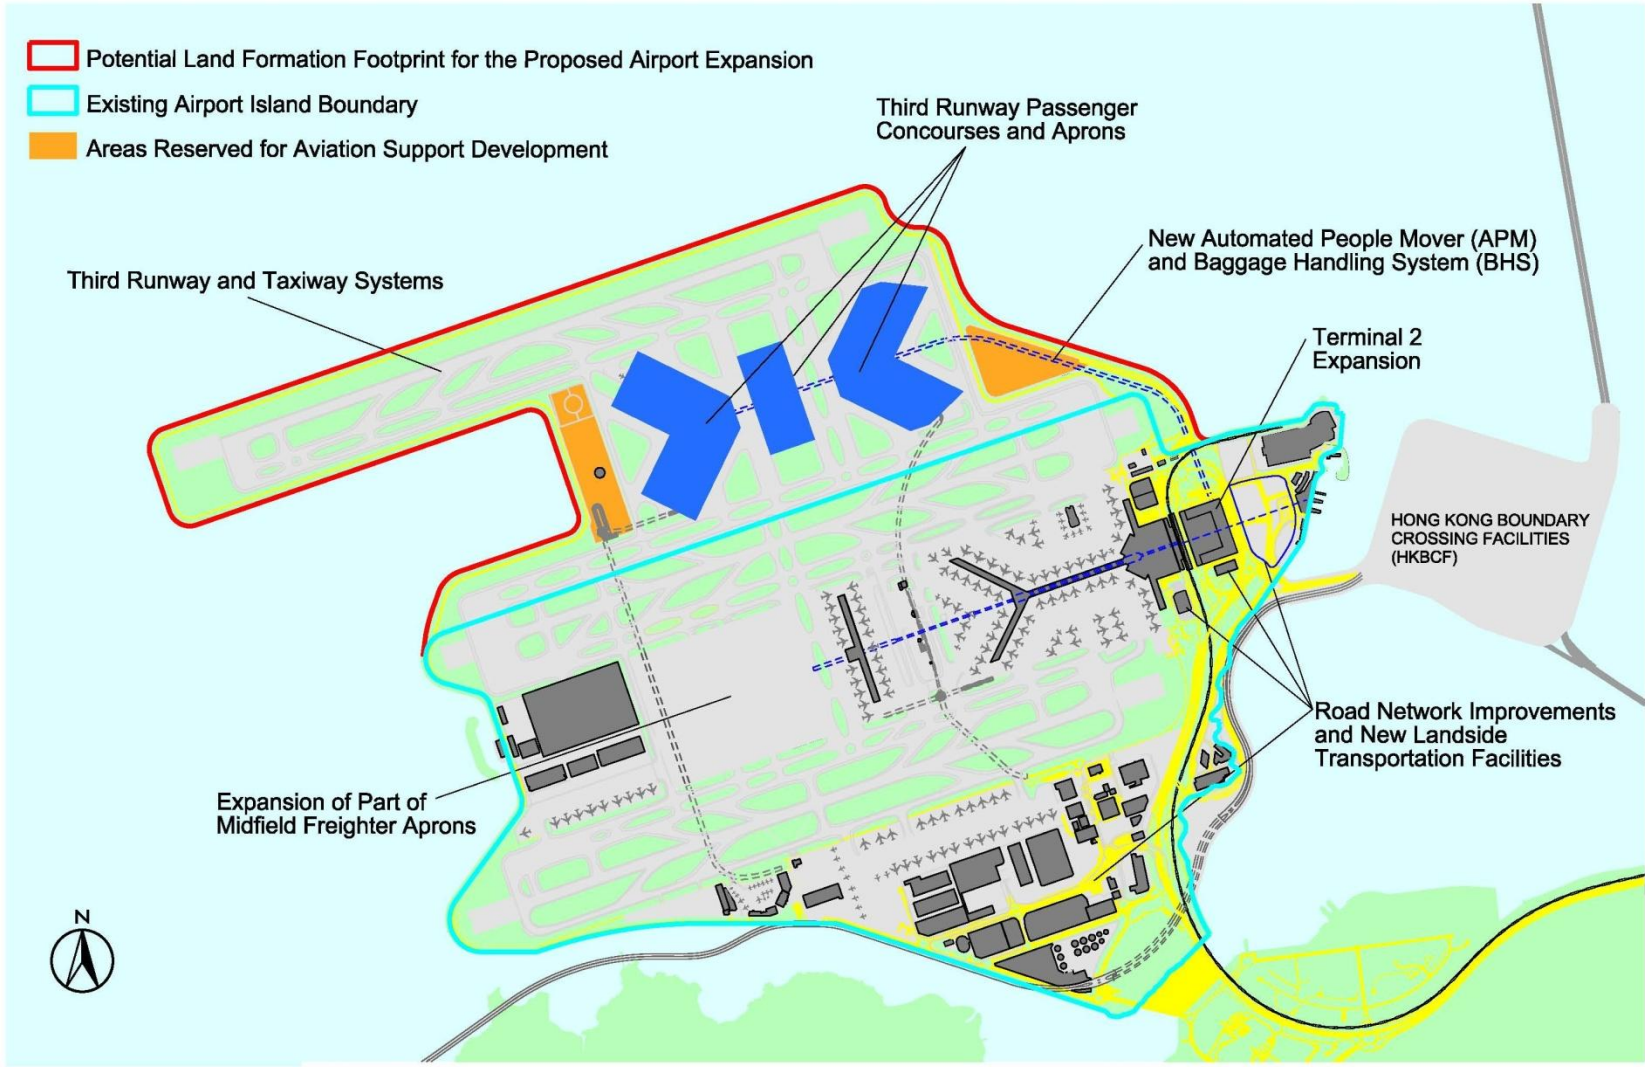 Potential Land Formation Footprint for the Proposed Airport Expansion
Existing Airport Island Boundary
Areas Reserved for Aviation Support Development
Third Runway Passenger
Concourses and Aprons
New Automated People Mover (APM)
and Baggage Handling System (BHS)
Third Runway and Taxiway Systems
Terminal 2
Expansion
HONG KONG BOUNDARY
CROSSING FACILITIES
(HKBCF)
Road Network Improvements
and New Landside
Transportation Facilities
Expansion of Part of
Midfield Freighter Aprons
N